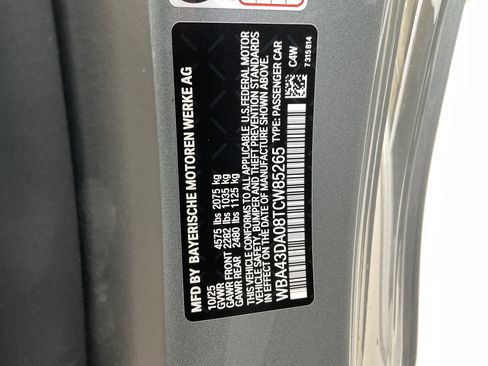 MFD BY BAYERISCHE MOTOREN WERKE AG
10/25
GVWR 4575 lbs 2075 kg
GAWR FRONT 2282 lbs 1035 kg
GAWR REAR 2480 lbs 1125 kg
THIS VEHICLE CONFORMS TO ALL APPLICABLE U.S.FEDERAL MOTOR
VEHICLE SAFETY, BUMPER AND THEFT PREVENTION STANDARDS
IN EFFECT ON THE DATE OF MANUFACTURE SHOWN ABOVE.
WBA43DA08TCW85265 TYPE: PASSENGER CAR
C4W
7315814